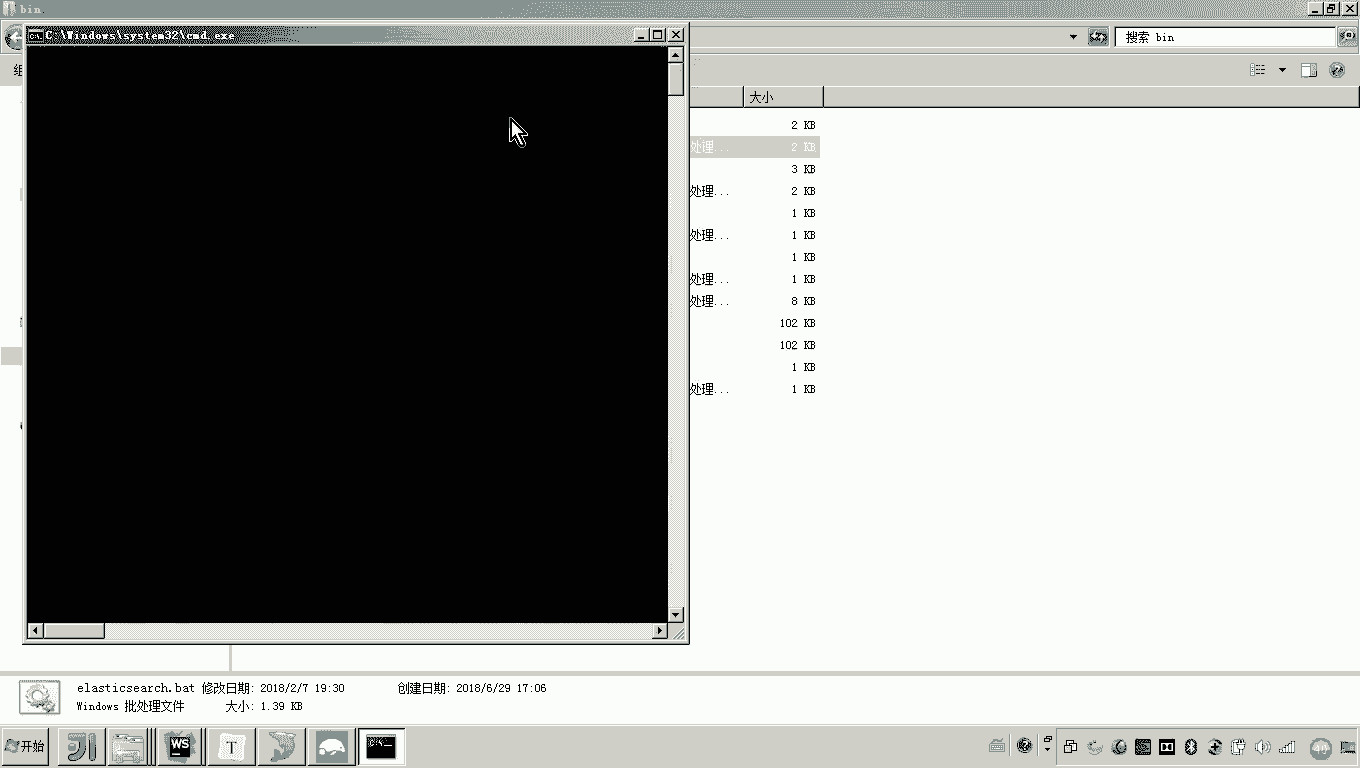 bin.
C:\Windows\system32\cmd.exe
搜索 bin
组
大小
2 KB
处理... 2 KB
3 KB
处理... 2 KB
1 KB
处理... 1 KB
1 KB
处理... 1 KB
处理... 8 KB
102 KB
102 KB
1 KB
处理... 1 KB
elasticsearch.bat 修改日期: 2018/2/7 19:30 创建日期: 2018/6/29 17:06
Windows 批处理文件 大小: 1.39 KB
开始
WS
T
C:\_